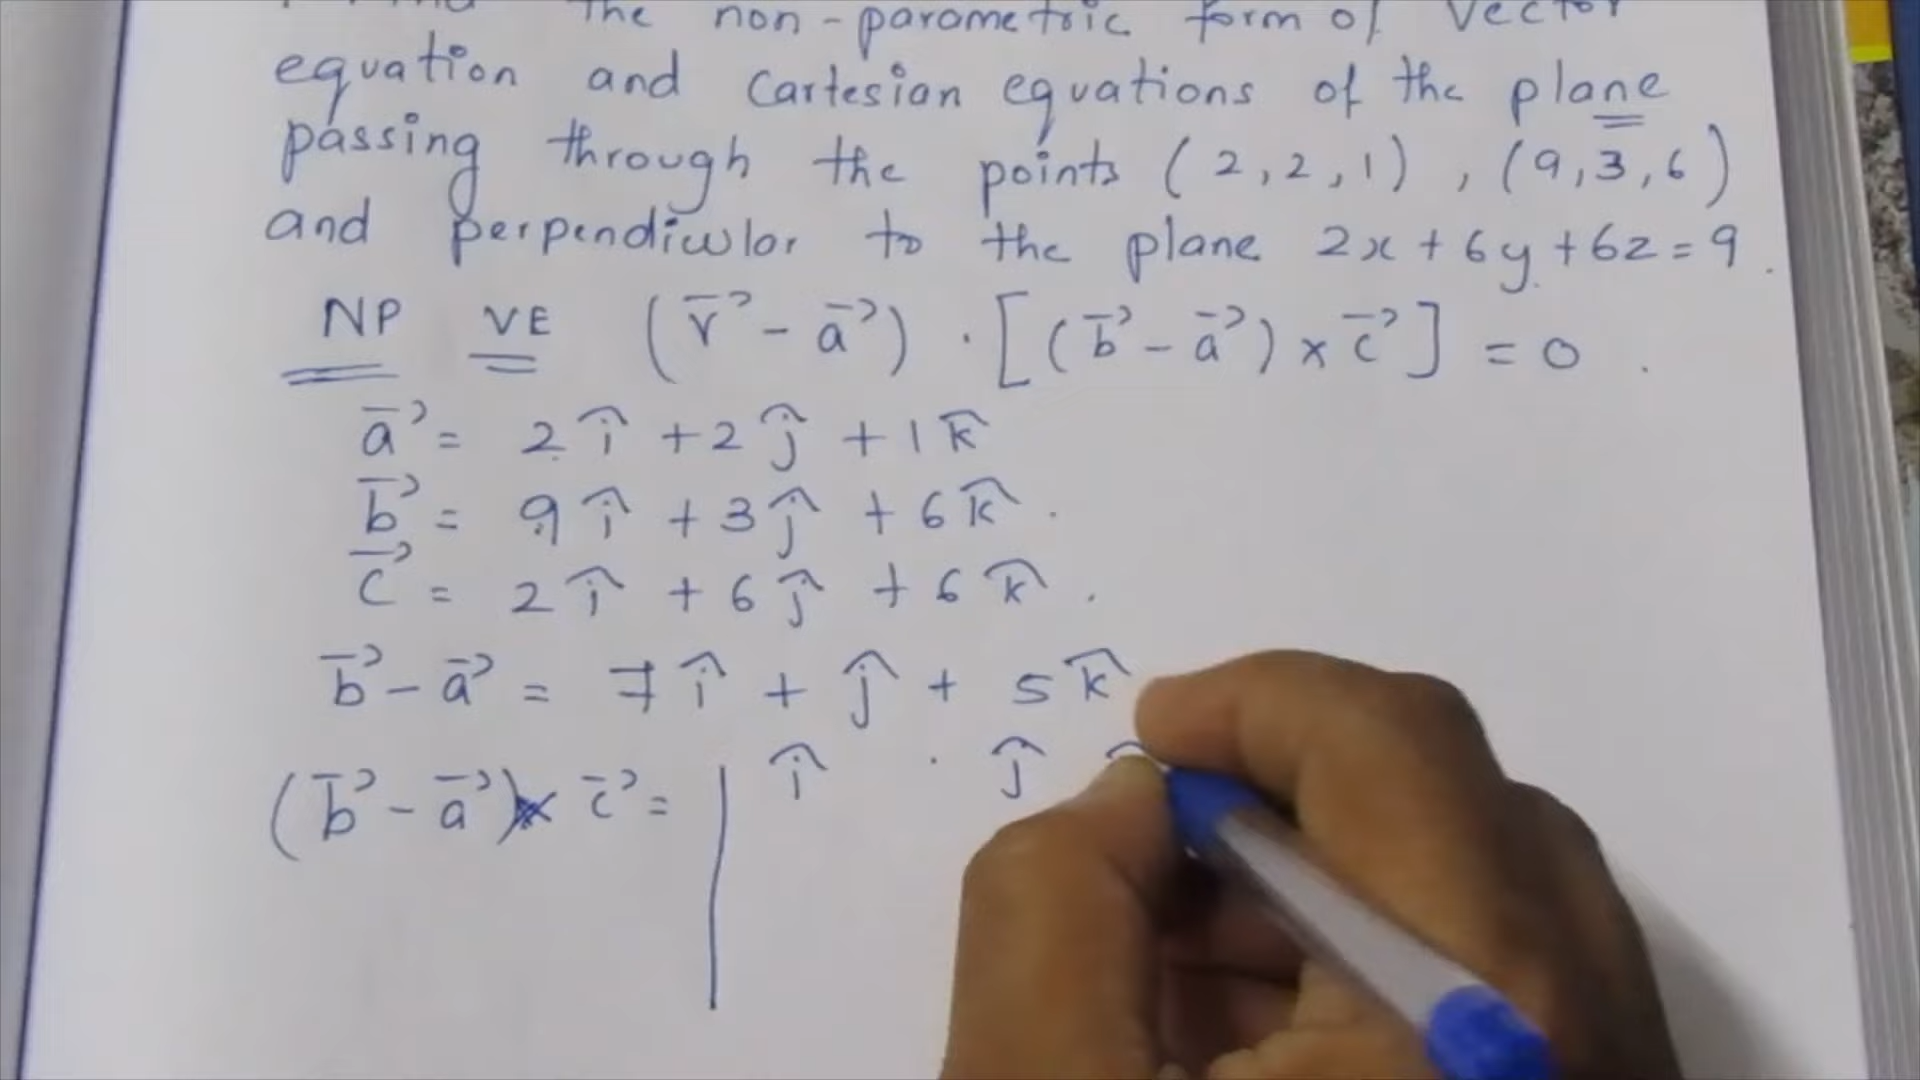 The non-parametric form of vector
equation and Cartesian equations of the plane
passing through the points (2,2,1), (9,3,6)
and perpendicular to the plane 2x+6y+6z=9.
NP VE (r⃗ - a⃗) · [(b⃗ - a⃗) × c⃗] = 0.
a⃗ = 2î + 2ĵ + 1k̂
b⃗ = 9î + 3ĵ + 6k̂.
c⃗ = 2î + 6ĵ + 6k̂.
b⃗ - a⃗ = 7î + ĵ + 5k̂
(b⃗ - a⃗) × c⃗ = | î ĵ